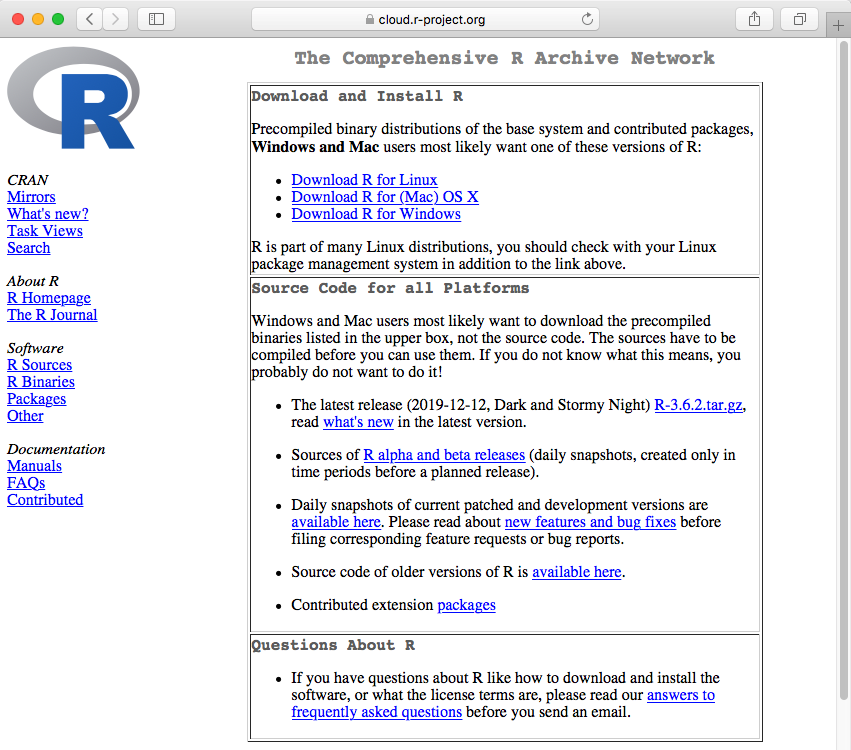 cloud.r-project.org
R
CRAN
Mirrors
What's new?
Task Views
Search
About R
R Homepage
The R Journal
Software
R Sources
R Binaries
Packages
Other
Documentation
Manuals
FAQs
Contributed
The Comprehensive R Archive Network
Download and Install R
Precompiled binary distributions of the base system and contributed packages,
Windows and Mac users most likely want one of these versions of R:
• Download R for Linux
• Download R for (Mac) OS X
• Download R for Windows
R is part of many Linux distributions, you should check with your Linux
package management system in addition to the link above.
Source Code for all Platforms
Windows and Mac users most likely want to download the precompiled
binaries listed in the upper box, not the source code. The sources have to be
compiled before you can use them. If you do not know what this means, you
probably do not want to do it!
• The latest release (2019-12-12, Dark and Stormy Night) R-3.6.2.tar.gz,
read what's new in the latest version.
• Sources of R alpha and beta releases (daily snapshots, created only in
time periods before a planned release).
• Daily snapshots of current patched and development versions are
available here. Please read about new features and bug fixes before
filing corresponding feature requests or bug reports.
• Source code of older versions of R is available here.
• Contributed extension packages
Questions About R
• If you have questions about R like how to download and install the
software, or what the license terms are, please read our answers to
frequently asked questions before you send an email.